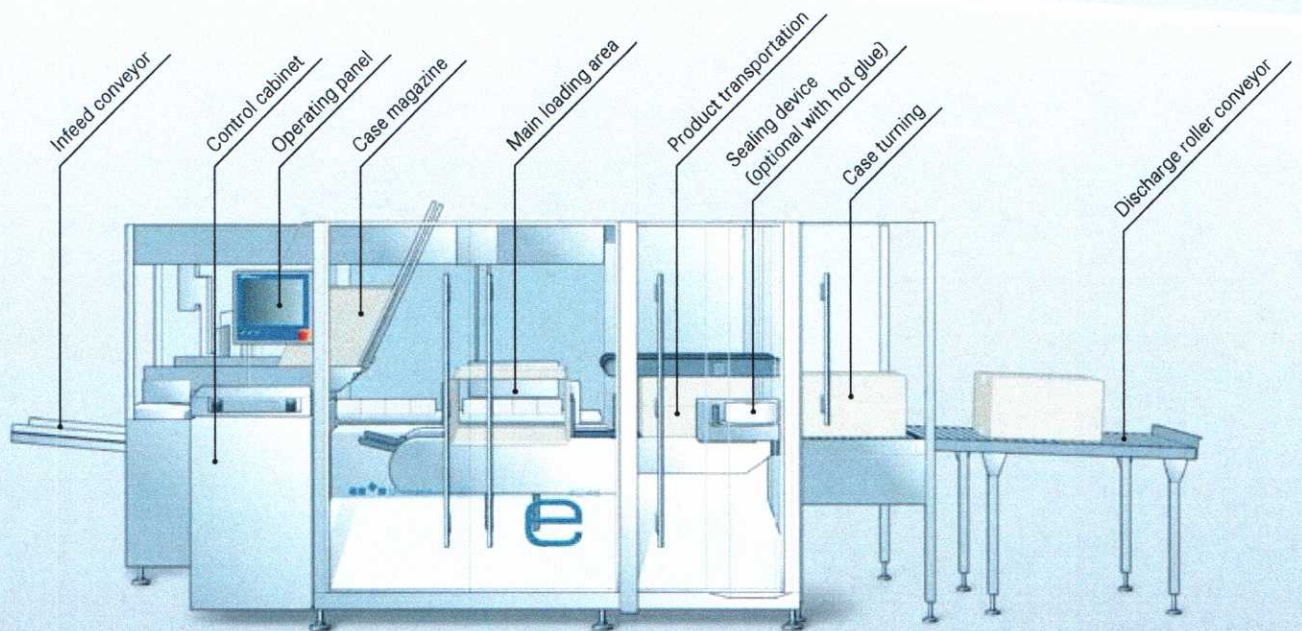 Infeed conveyor
Control cabinet
Operating panel
Case magazine
Main loading area
Product transportation
Sealing device
(optional with hot glue)
Case turning
Discharge roller conveyor
e